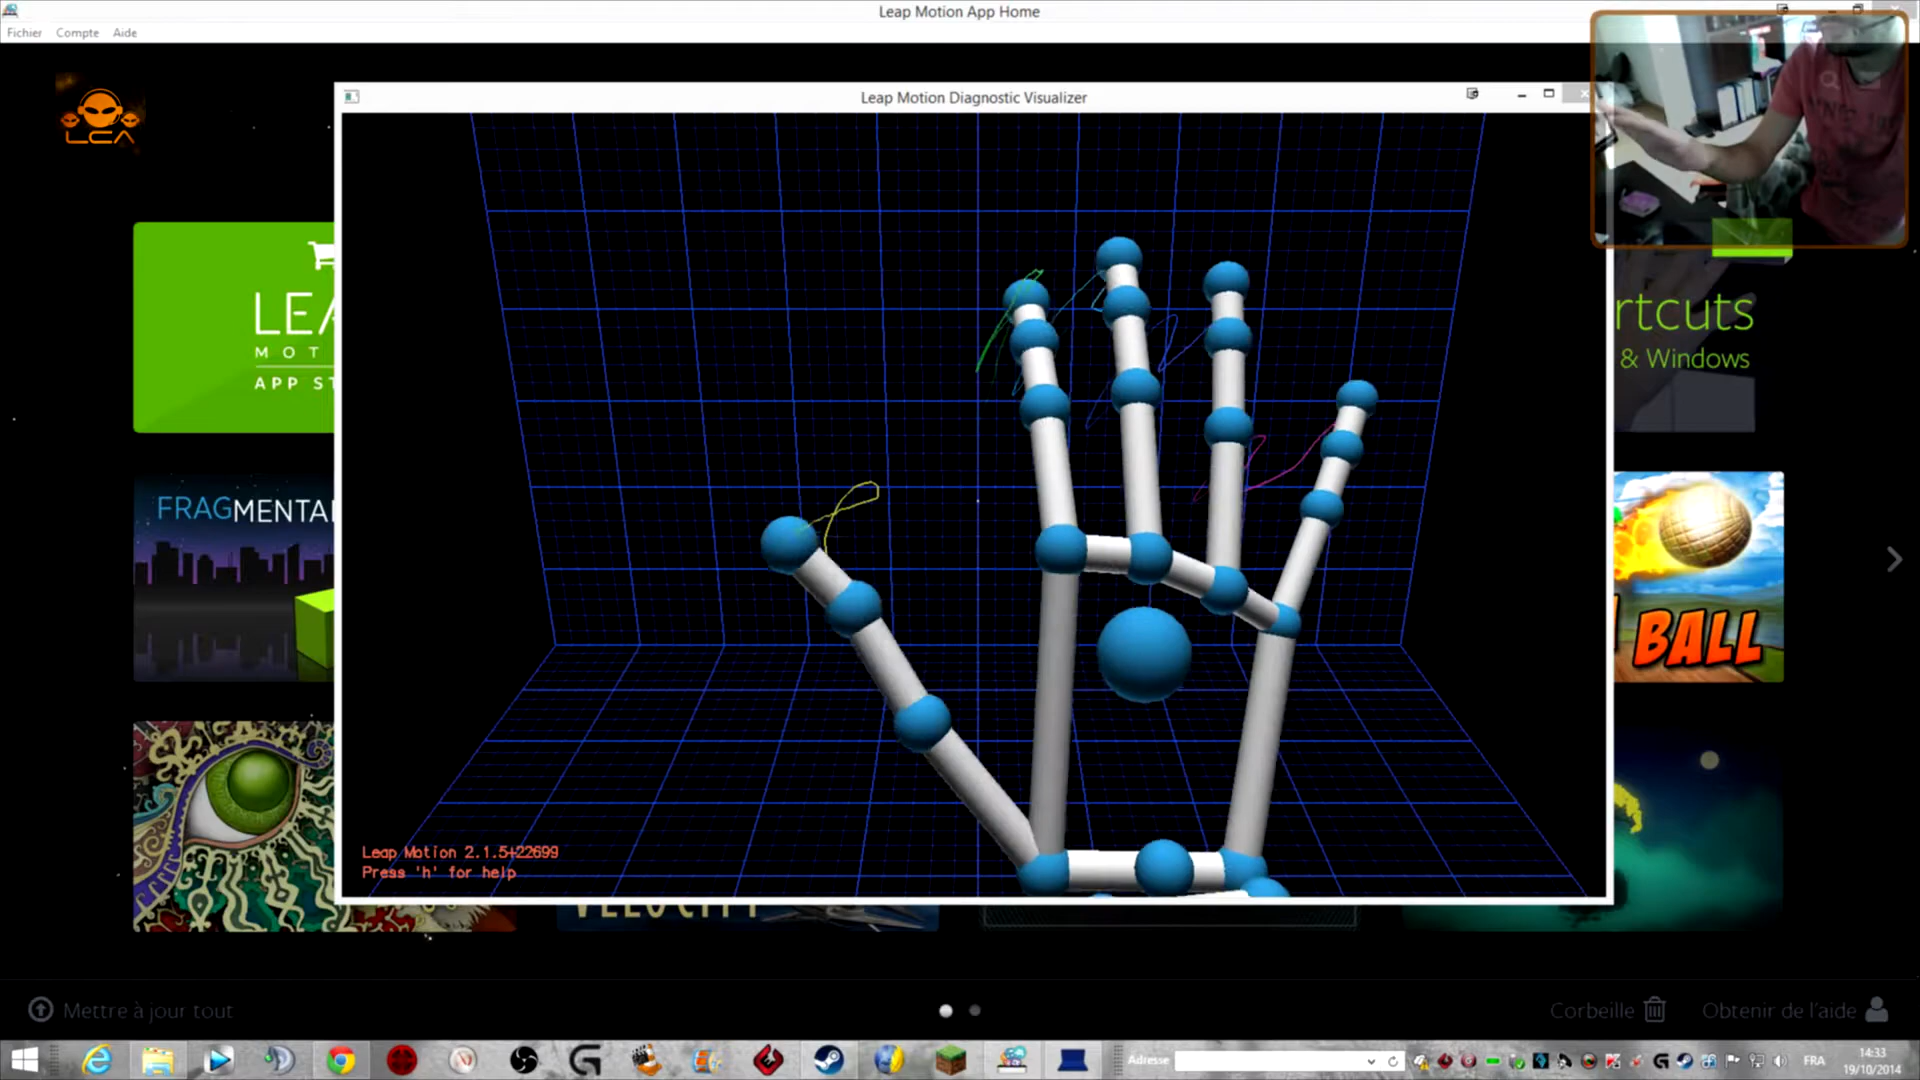 Leap Motion App Home
Fichier Compte Aide
Leap Motion Diagnostic Visualizer
LEA
MOT
APP ST
rtcuts
& Windows
FRAGMENTA
BALL
Leap Motion 2.1.5+22699
Press 'h' for help
VELOCITY
Mettre à jour tout
Corbeille
Obtenir de l'aide
Adresse
FRA
14:33
19/10/2014